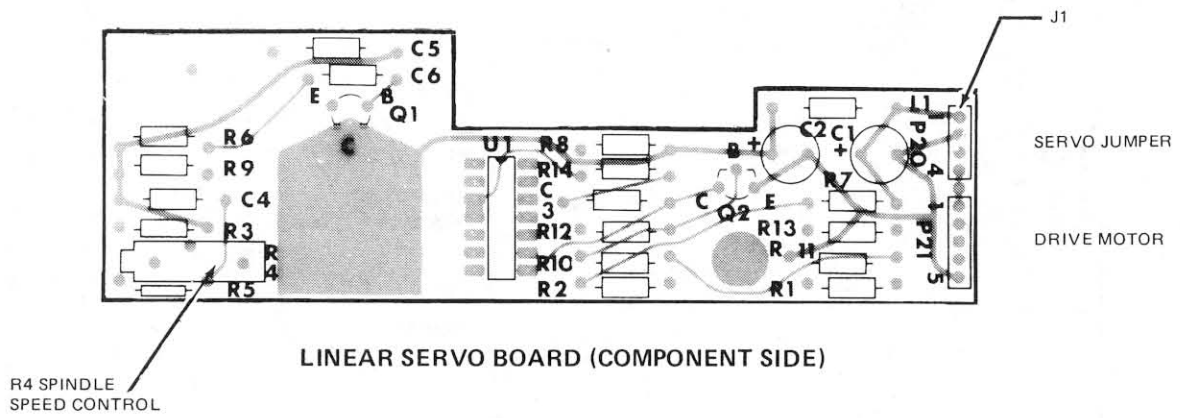 J1
C5
C6
E
B
Q1
C
R6
R9
C4
R3
R
4
R5
U1
R8
R14
C
3
R12
R10
R2
B
+
C
Q2
E
C2
C1
+
R7
R13
R
11
R1
1
P20
4
1
P21
5
SERVO JUMPER
DRIVE MOTOR
LINEAR SERVO BOARD (COMPONENT SIDE)
R4 SPINDLE
SPEED CONTROL